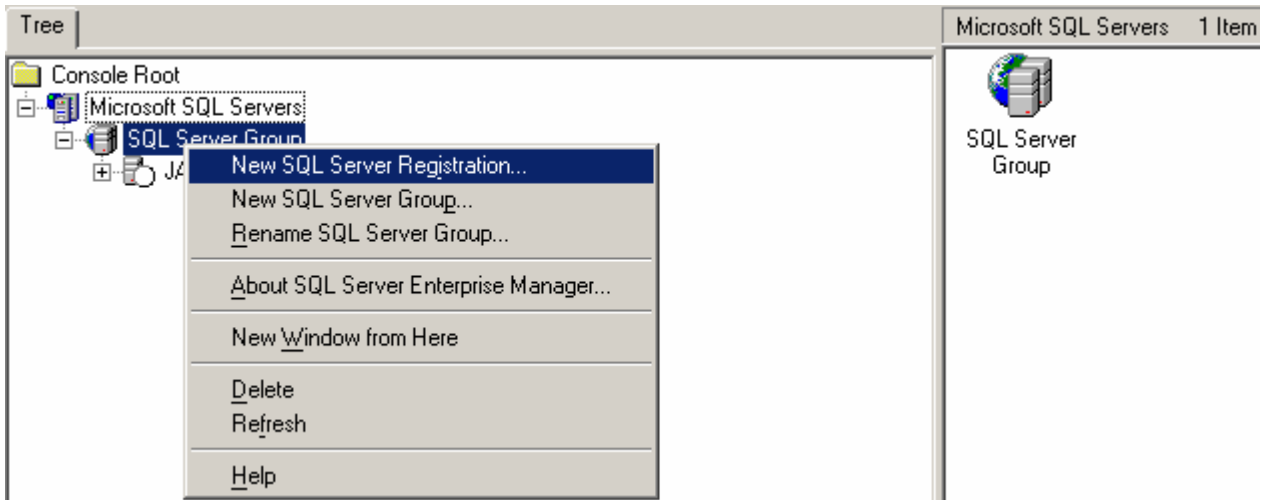 Tree
Microsoft SQL Servers 1 Item
Console Root
Microsoft SQL Servers
SQL Server Group
New SQL Server Registration...
New SQL Server Group...
Rename SQL Server Group...
About SQL Server Enterprise Manager...
New Window from Here
Delete
Refresh
Help
SQL Server
Group